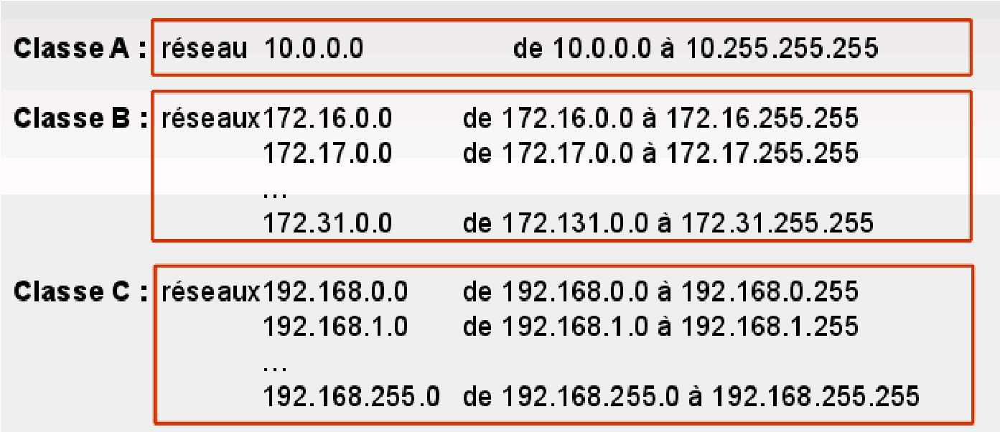 Classe A : réseau 10.0.0.0 de 10.0.0.0 à 10.255.255.255
Classe B : réseaux 172.16.0.0 de 172.16.0.0 à 172.16.255.255
172.17.0.0 de 172.17.0.0 à 172.17.255.255
...
172.31.0.0 de 172.131.0.0 à 172.31.255.255
Classe C : réseaux 192.168.0.0 de 192.168.0.0 à 192.168.0.255
192.168.1.0 de 192.168.1.0 à 192.168.1.255
...
192.168.255.0 de 192.168.255.0 à 192.168.255.255